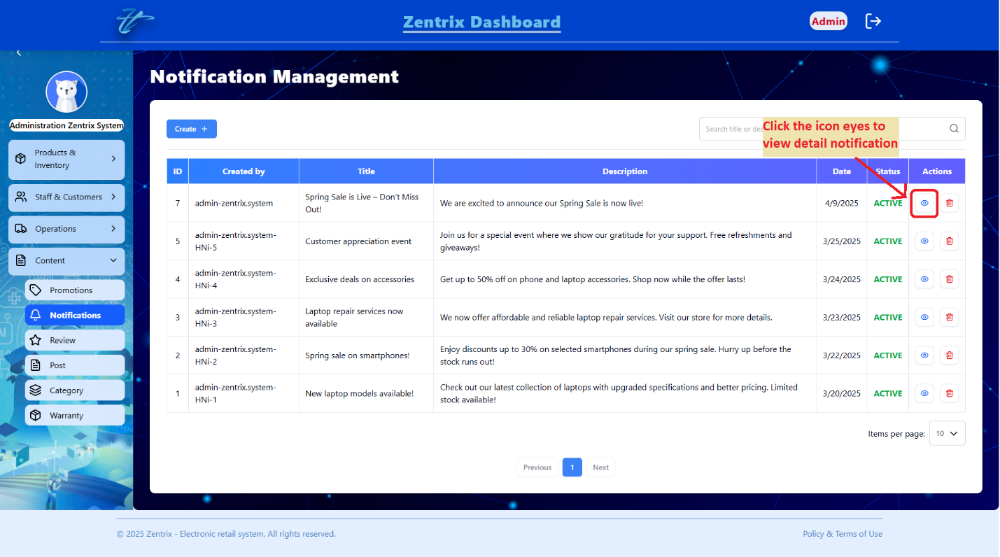 Zentrix Dashboard
Admin
Administration Zentrix System
Products &
Inventory
Staff & Customers
Operations
Content
Promotions
Notifications
Review
Post
Category
Warranty
Notification Management
Create +
Search title or des
Click the icon eyes to
view detail notification
ID Created by Title Description Date Status Actions
7 admin-zentrix.system Spring Sale is Live – Don’t Miss
Out! We are excited to announce our Spring Sale is now live! 4/9/2025 ACTIVE
5 admin-zentrix.system-
HNi-5 Customer appreciation event Join us for a special event where we show our gratitude for your support. Free refreshments and
giveaways! 3/25/2025 ACTIVE
4 admin-zentrix.system-
HNi-4 Exclusive deals on accessories Get up to 50% off on phone and laptop accessories. Shop now while the offer lasts! 3/24/2025 ACTIVE
3 admin-zentrix.system-
HNi-3 Laptop repair services now
available We now offer affordable and reliable laptop repair services. Visit our store for more details. 3/23/2025 ACTIVE
2 admin-zentrix.system-
HNi-2 Spring sale on smartphones! Enjoy discounts up to 30% on selected smartphones during our spring sale. Hurry up before the
stock runs out! 3/22/2025 ACTIVE
1 admin-zentrix.system-
HNi-1 New laptop models available! Check out our latest collection of laptops with upgraded specifications and better pricing. Limited
stock available! 3/20/2025 ACTIVE
Items per page: 10
Previous 1 Next
© 2025 Zentrix - Electronic retail system. All rights reserved.
Policy & Terms of Use